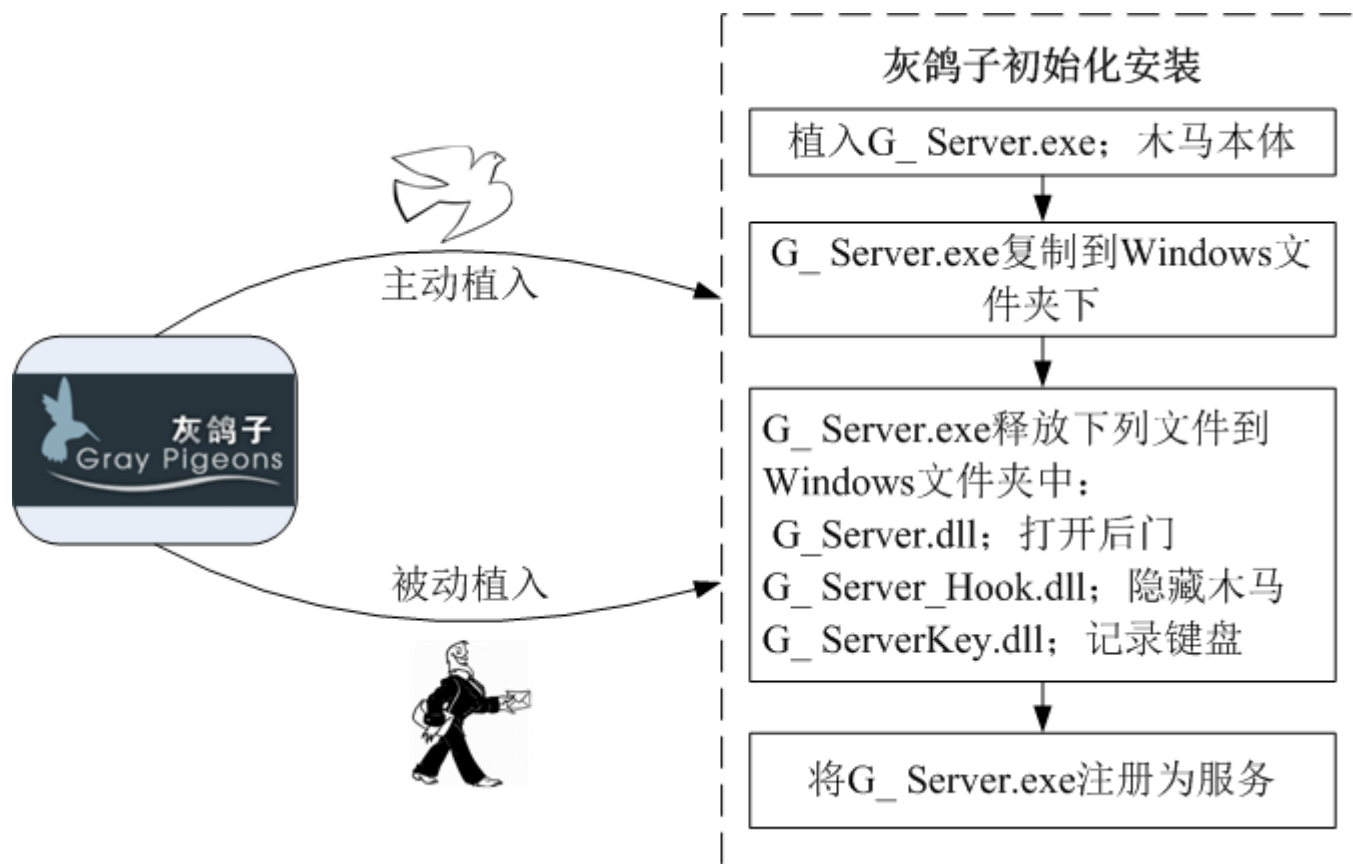 灰鸽子初始化安装
植入G_ Server.exe；木马本体
G_ Server.exe复制到Windows文
件夹下
G_ Server.exe释放下列文件到
Windows文件夹中：
G_Server.dll；打开后门
G_ Server_Hook.dll；隐藏木马
G_ ServerKey.dll；记录键盘
将G_ Server.exe注册为服务
主动植入
灰鸽子
Gray Pigeons
被动植入